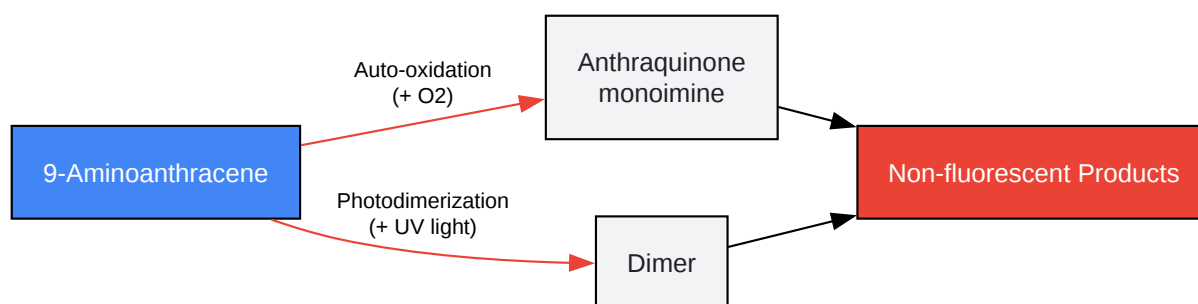 9-Aminoanthracene
Auto-oxidation
(+ O2)
Anthraquinone
monoimine
Photodimerization
(+ UV light)
Dimer
Non-fluorescent Products